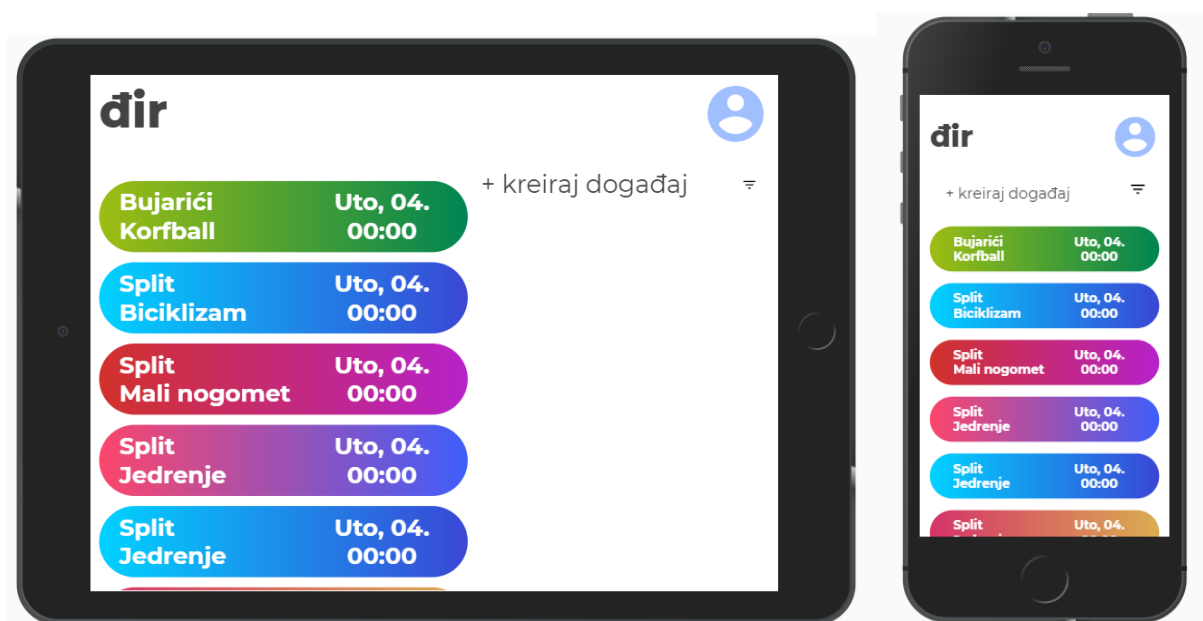 đir
+ kreiraj događaj
Bujarići Uto, 04.
Korfball 00:00
Split Uto, 04.
Biciklizam 00:00
Split Uto, 04.
Mali nogomet 00:00
Split Uto, 04.
Jedrenje 00:00
Split Uto, 04.
Jedrenje 00:00
đir
+ kreiraj događaj
Bujarići Uto, 04.
Korfball 00:00
Split Uto, 04.
Biciklizam 00:00
Split Uto, 04.
Mali nogomet 00:00
Split Uto, 04.
Jedrenje 00:00
Split Uto, 04.
Jedrenje 00:00
Split Uto, 04.